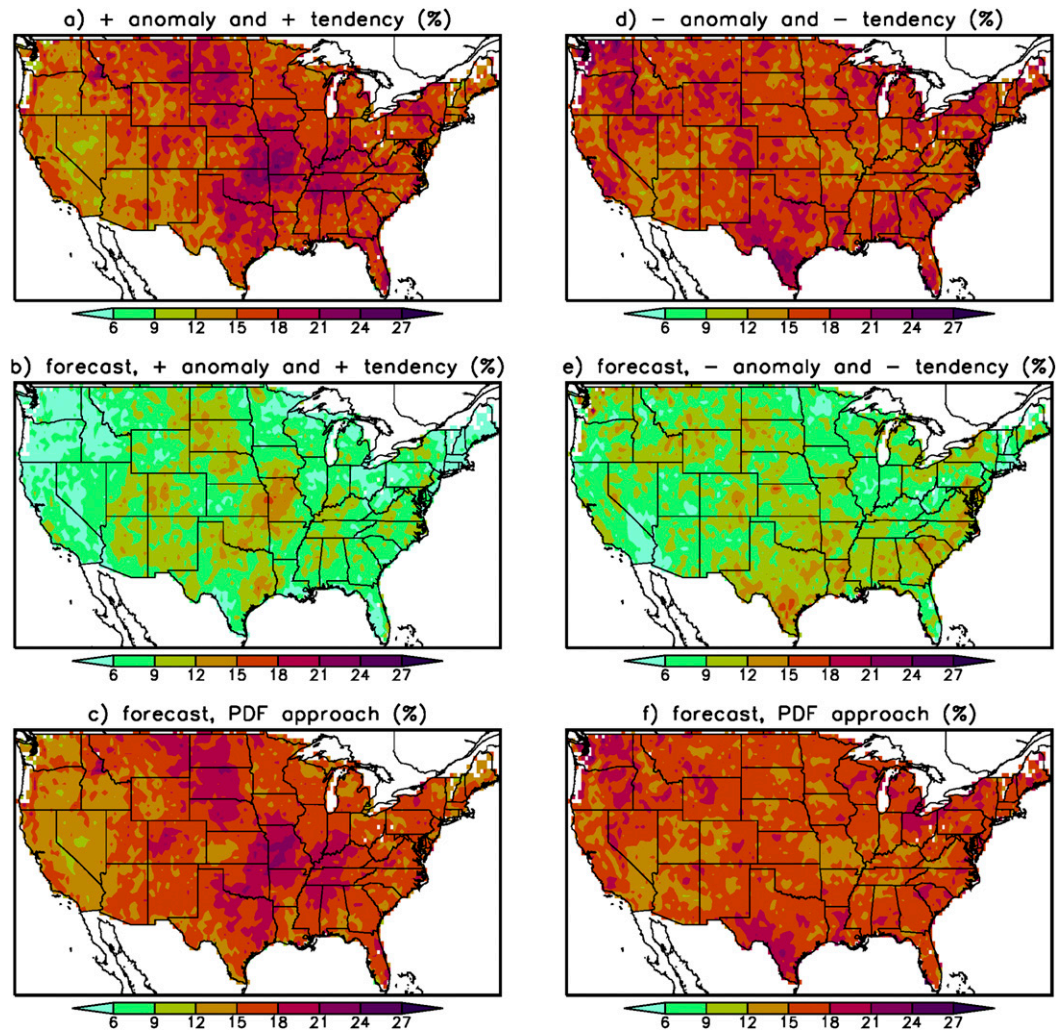 a) + anomaly and + tendency (%)
6 9 12 15 18 21 24 27
b) forecast, + anomaly and + tendency (%)
6 9 12 15 18 21 24 27
c) forecast, PDF approach (%)
6 9 12 15 18 21 24 27
d) - anomaly and - tendency (%)
6 9 12 15 18 21 24 27
e) forecast, - anomaly and - tendency (%)
6 9 12 15 18 21 24 27
f) forecast, PDF approach (%)
6 9 12 15 18 21 24 27